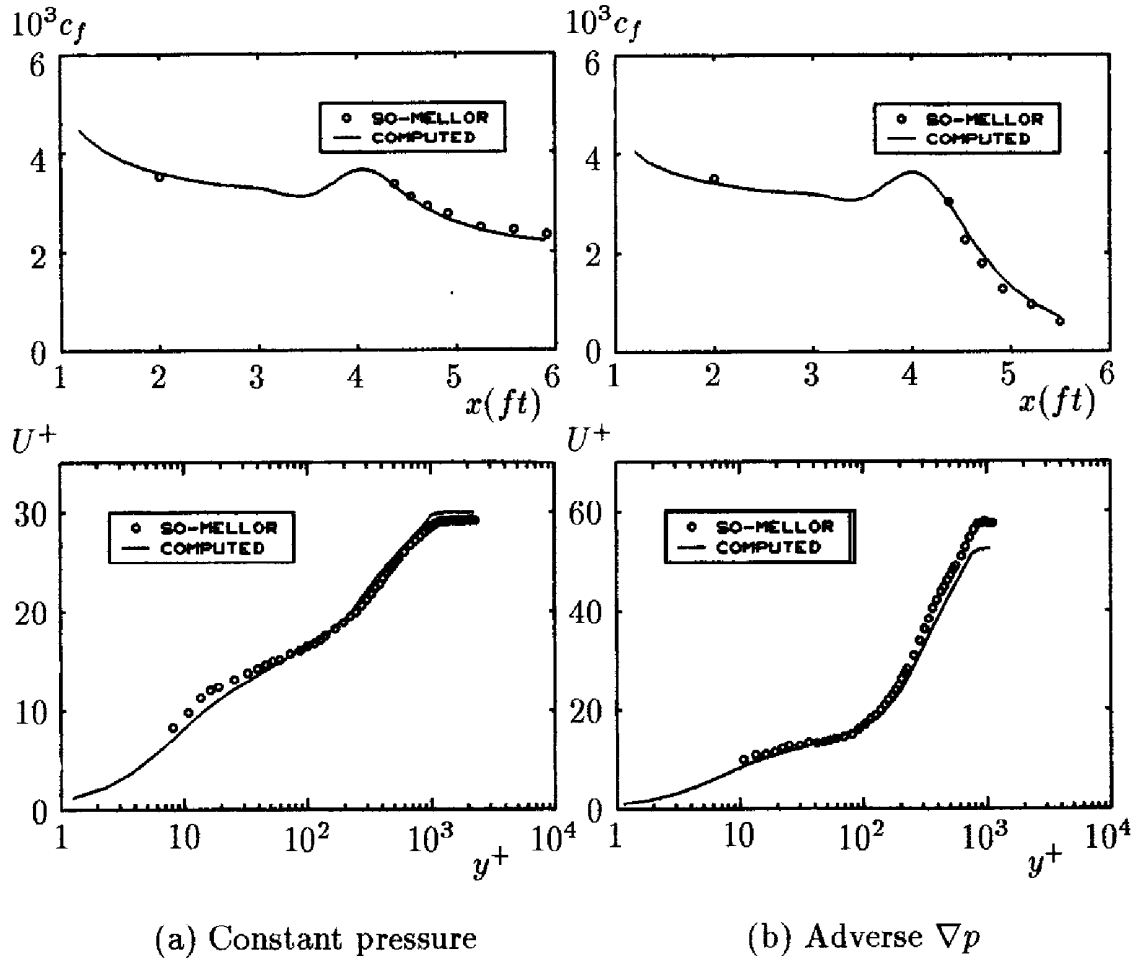 10³c_f
6
4
2
0
1 2 3 4 5 6
x(ft)
o SO-MELLOR
— COMPUTED
10³c_f
6
4
2
0
1 2 3 4 5 6
x(ft)
o SO-MELLOR
— COMPUTED
U⁺
30
20
10
0
1 10 10² 10³ 10⁴
y⁺
o SO-MELLOR
— COMPUTED
U⁺
60
40
20
0
1 10 10² 10³ 10⁴
y⁺
o SO-MELLOR
— COMPUTED
(a) Constant pressure
(b) Adverse ∇p